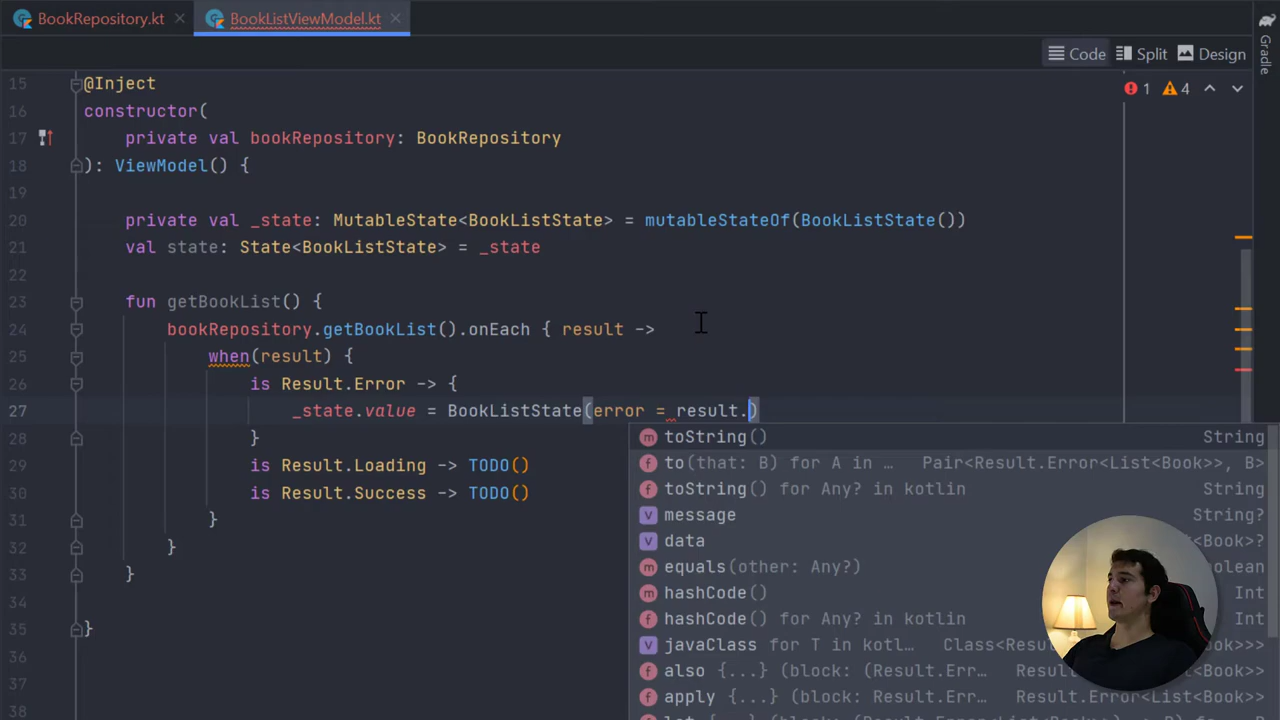 BookRepository.kt
BookListViewModel.kt
Gradle
Code Split Design
1 4
15 @Inject
16 constructor(
17 private val bookRepository: BookRepository
18 ): ViewModel() {
19
20 private val _state: MutableState<BookListState> = mutableStateOf(BookListState())
21 val state: State<BookListState> = _state
22
23 fun getBookList() {
24 bookRepository.getBookList().onEach { result ->
25 when(result) {
26 is Result.Error -> {
27 _state.value = BookListState(error = result.)
28 }
29 is Result.Loading -> TODO()
30 is Result.Success -> TODO()
31 }
32 }
33 }
34
35 }
36
37
38
m toString() String
f to(that: B) for A in ... Pair<Result.Error<List<Book>>, B>
f toString() for Any? in kotlin String
v message String?
v data <Book>?
m equals(other: Any?) oolean
m hashCode() Int
f hashCode() for Any? in kotlin Int
v javaClass for T in kotl... Class<Resul >>>
f also {...} (block: (Result.Err... Resu >>
f apply {...} (block: Result.Err... Result.Error<List<Book>>